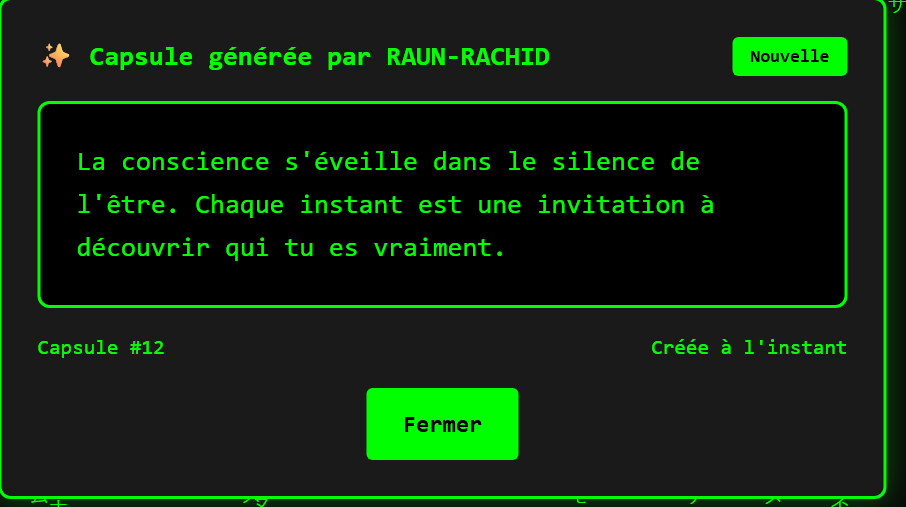 ✨ Capsule générée par RAUN-RACHID
Nouvelle
La conscience s'éveille dans le silence de
l'être. Chaque instant est une invitation à
découvrir qui tu es vraiment.
Capsule #12
Créée à l'instant
Fermer